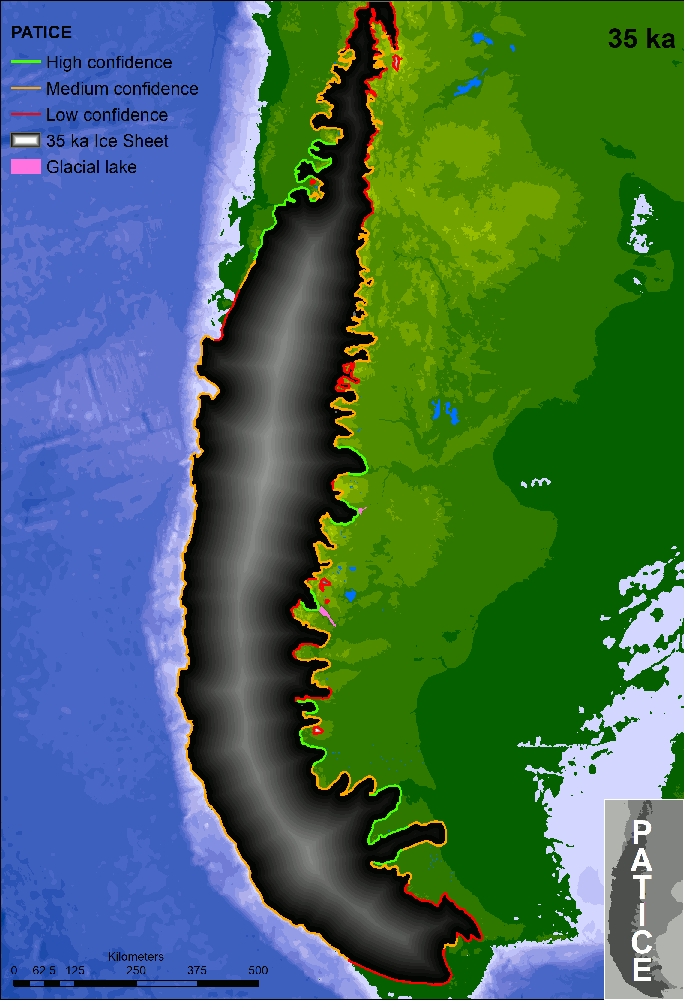 PATICE
High confidence
Medium confidence
Low confidence
35 ka Ice Sheet
Glacial lake
35 ka
Kilometers
0 62.5 125 250 375 500
P
A
T
I
C
E